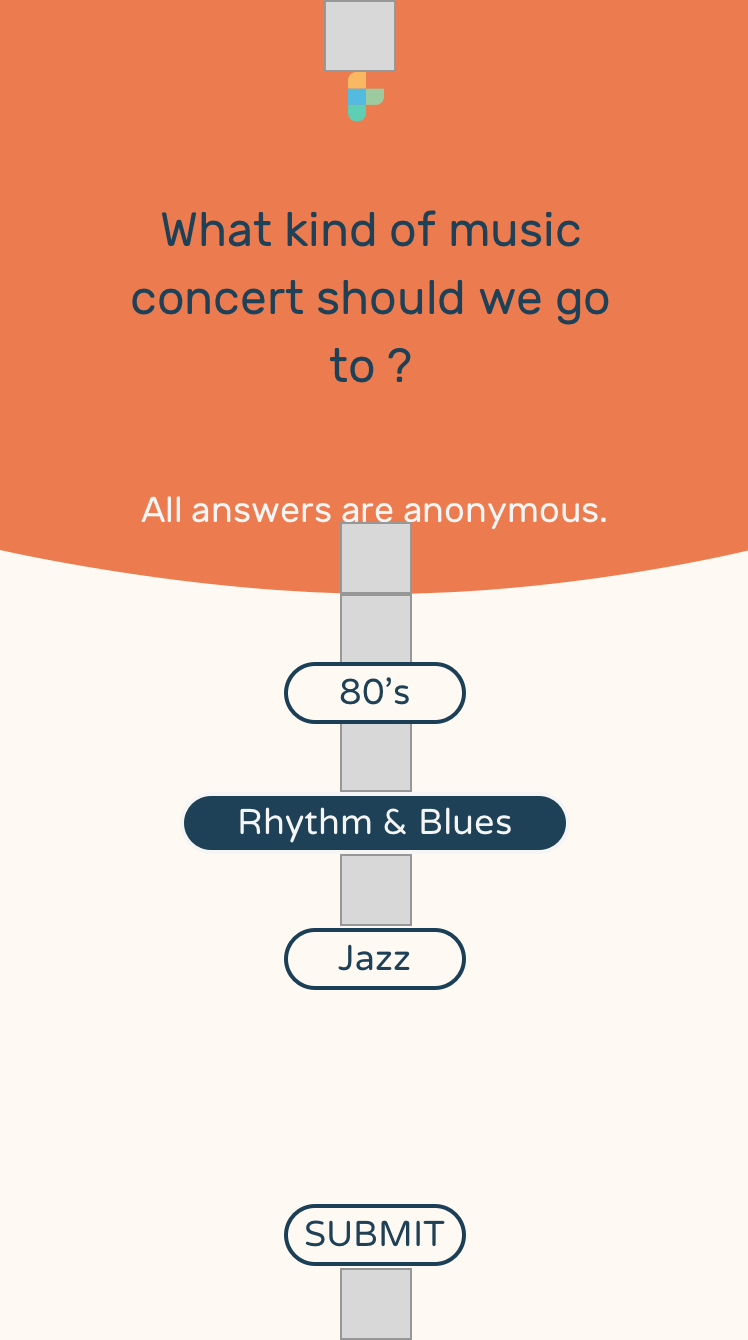 What kind of music
concert should we go
to ?
All answers are anonymous.
80’s
Rhythm & Blues
Jazz
SUBMIT